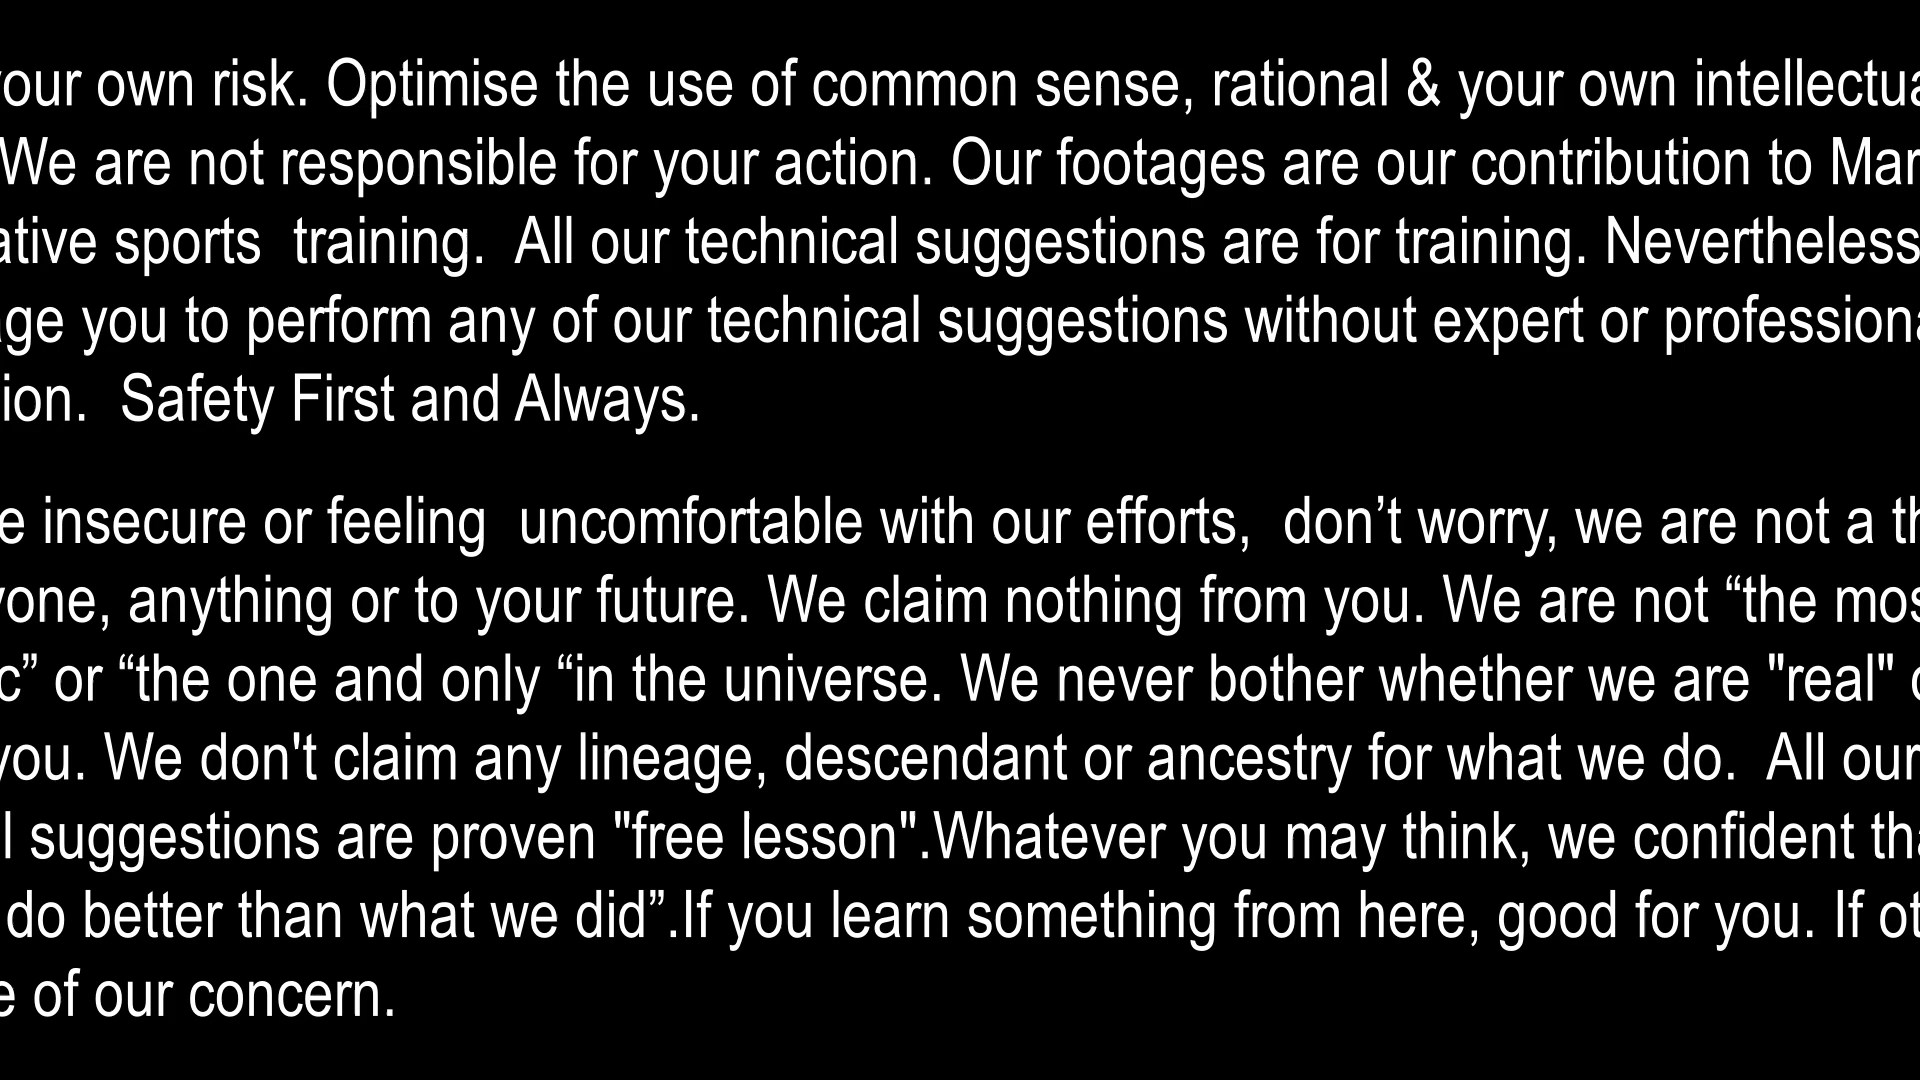 your own risk. Optimise the use of common sense, rational & your own intellectua
We are not responsible for your action. Our footages are our contribution to Mar
ative sports  training.  All our technical suggestions are for training. Nevertheless
age you to perform any of our technical suggestions without expert or professiona
ion.  Safety First and Always.
e insecure or feeling  uncomfortable with our efforts,  don’t worry, we are not a th
yone, anything or to your future. We claim nothing from you. We are not “the mos
c” or “the one and only “in the universe. We never bother whether we are "real" o
you. We don't claim any lineage, descendant or ancestry for what we do.  All our
l suggestions are proven "free lesson".Whatever you may think, we confident tha
do better than what we did”.If you learn something from here, good for you. If ot
e of our concern.